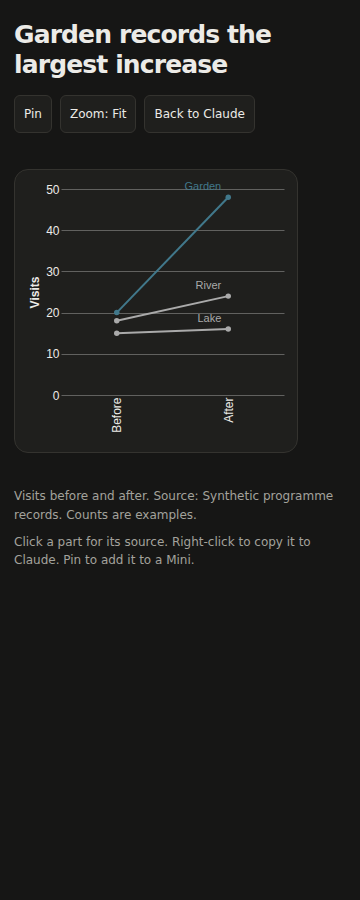 Garden records the
largest increase
Pin
Zoom: Fit
Back to Claude
50
40
30
20
10
0
Visits
Garden
River
Lake
Before
After
Visits before and after. Source: Synthetic programme
records. Counts are examples.
Click a part for its source. Right-click to copy it to
Claude. Pin to add it to a Mini.